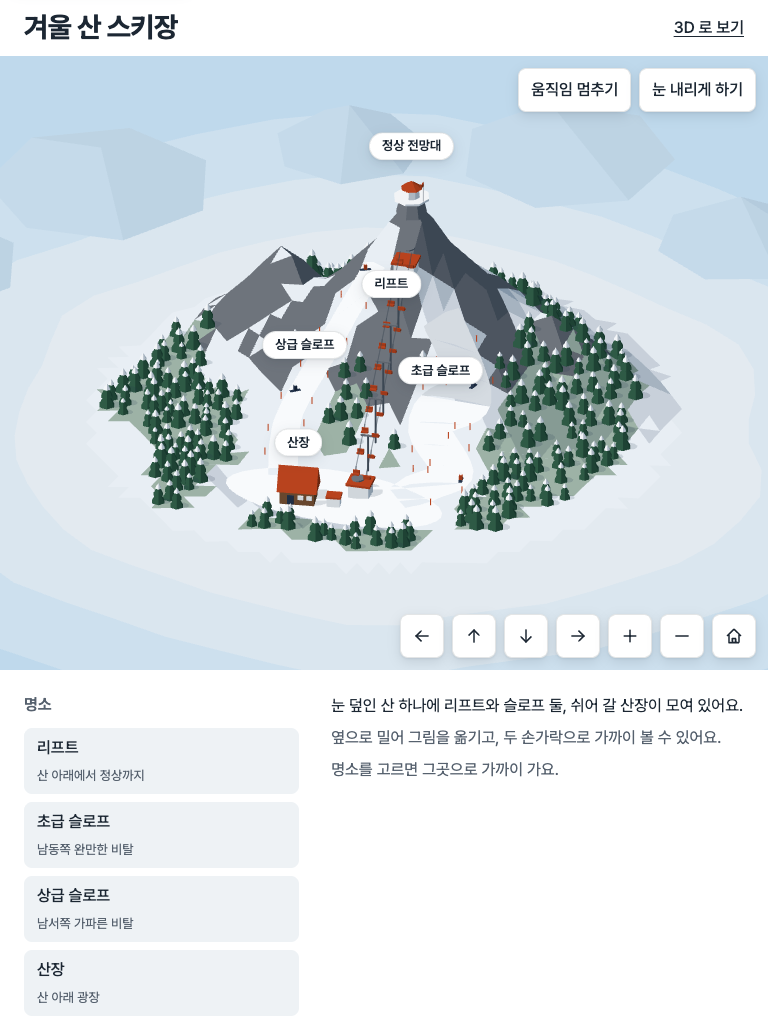 겨울 산 스키장
3D 로 보기
움직임 멈추기
눈 내리게 하기
정상 전망대
리프트
상급 슬로프
초급 슬로프
산장
명소
리프트
산 아래에서 정상까지
초급 슬로프
남동쪽 완만한 비탈
상급 슬로프
남서쪽 가파른 비탈
산장
산 아래 광장
눈 덮인 산 하나에 리프트와 슬로프 둘, 쉬어 갈 산장이 모여 있어요.
옆으로 밀어 그림을 옮기고, 두 손가락으로 가까이 볼 수 있어요.
명소를 고르면 그곳으로 가까이 가요.